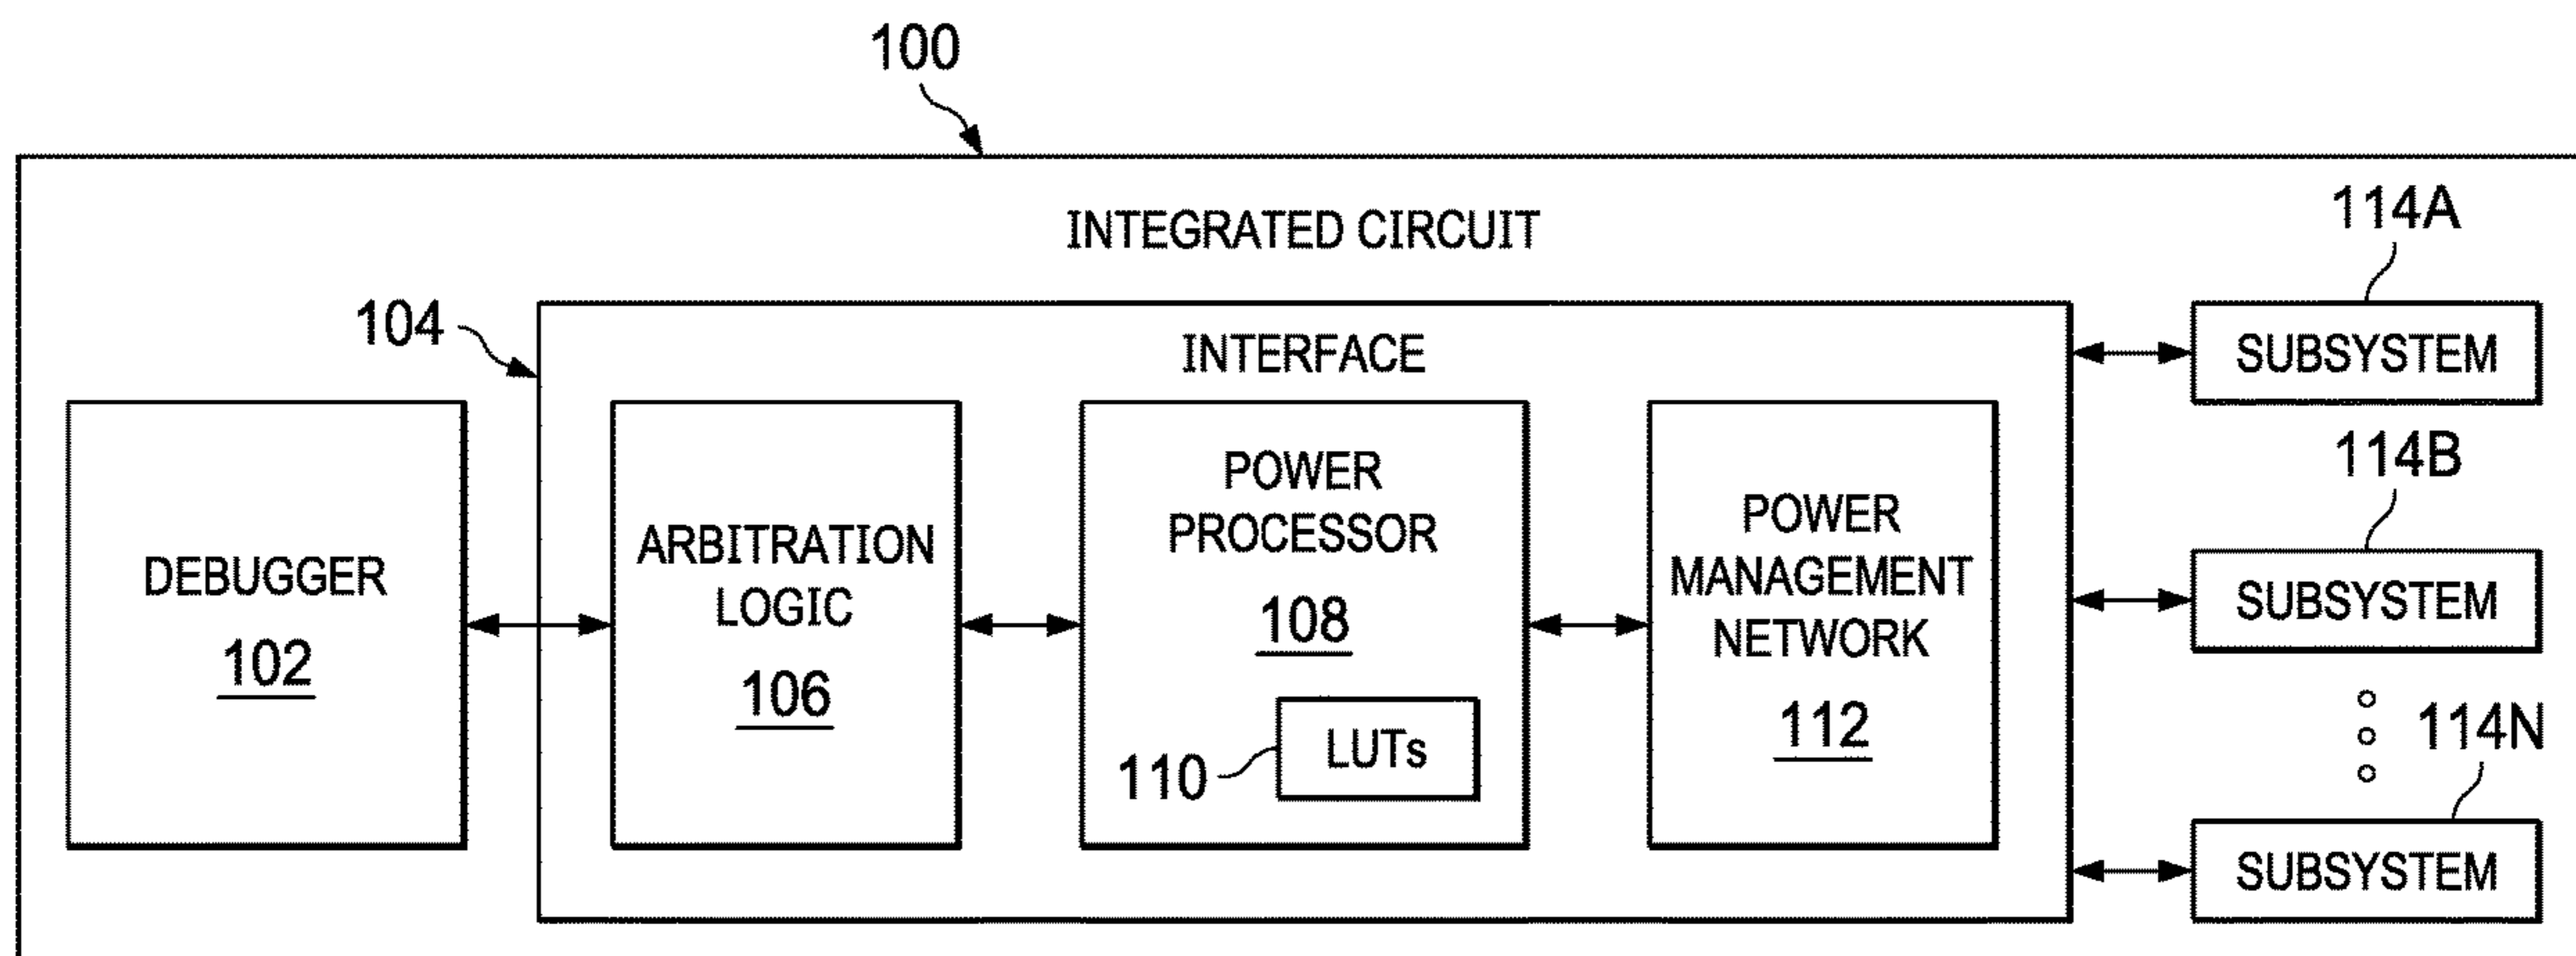 100
INTEGRATED CIRCUIT
114A
104
INTERFACE
SUBSYSTEM
114B
DEBUGGER
102
ARBITRATION
LOGIC
106
POWER
PROCESSOR
108
110
LUTs
POWER
MANAGEMENT
NETWORK
112
SUBSYSTEM
114N
SUBSYSTEM